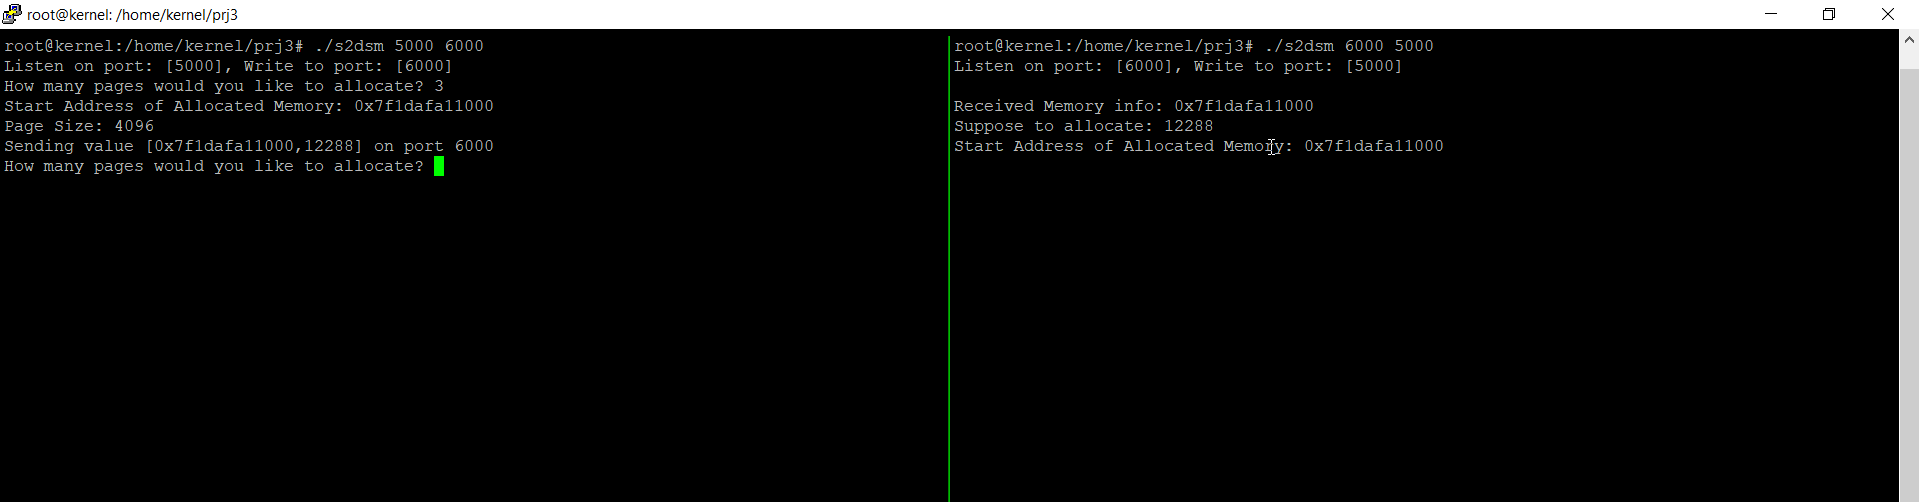 root@kernel: /home/kernel/prj3
root@kernel:/home/kernel/prj3# ./s2dsm 5000 6000
Listen on port: [5000], Write to port: [6000]
How many pages would you like to allocate? 3
Start Address of Allocated Memory: 0x7f1dafa11000
Page Size: 4096
Sending value [0x7f1dafa11000,12288] on port 6000
How many pages would you like to allocate?
root@kernel:/home/kernel/prj3# ./s2dsm 6000 5000
Listen on port: [6000], Write to port: [5000]
Received Memory info: 0x7f1dafa11000
Suppose to allocate: 12288
Start Address of Allocated Memory: 0x7f1dafa11000